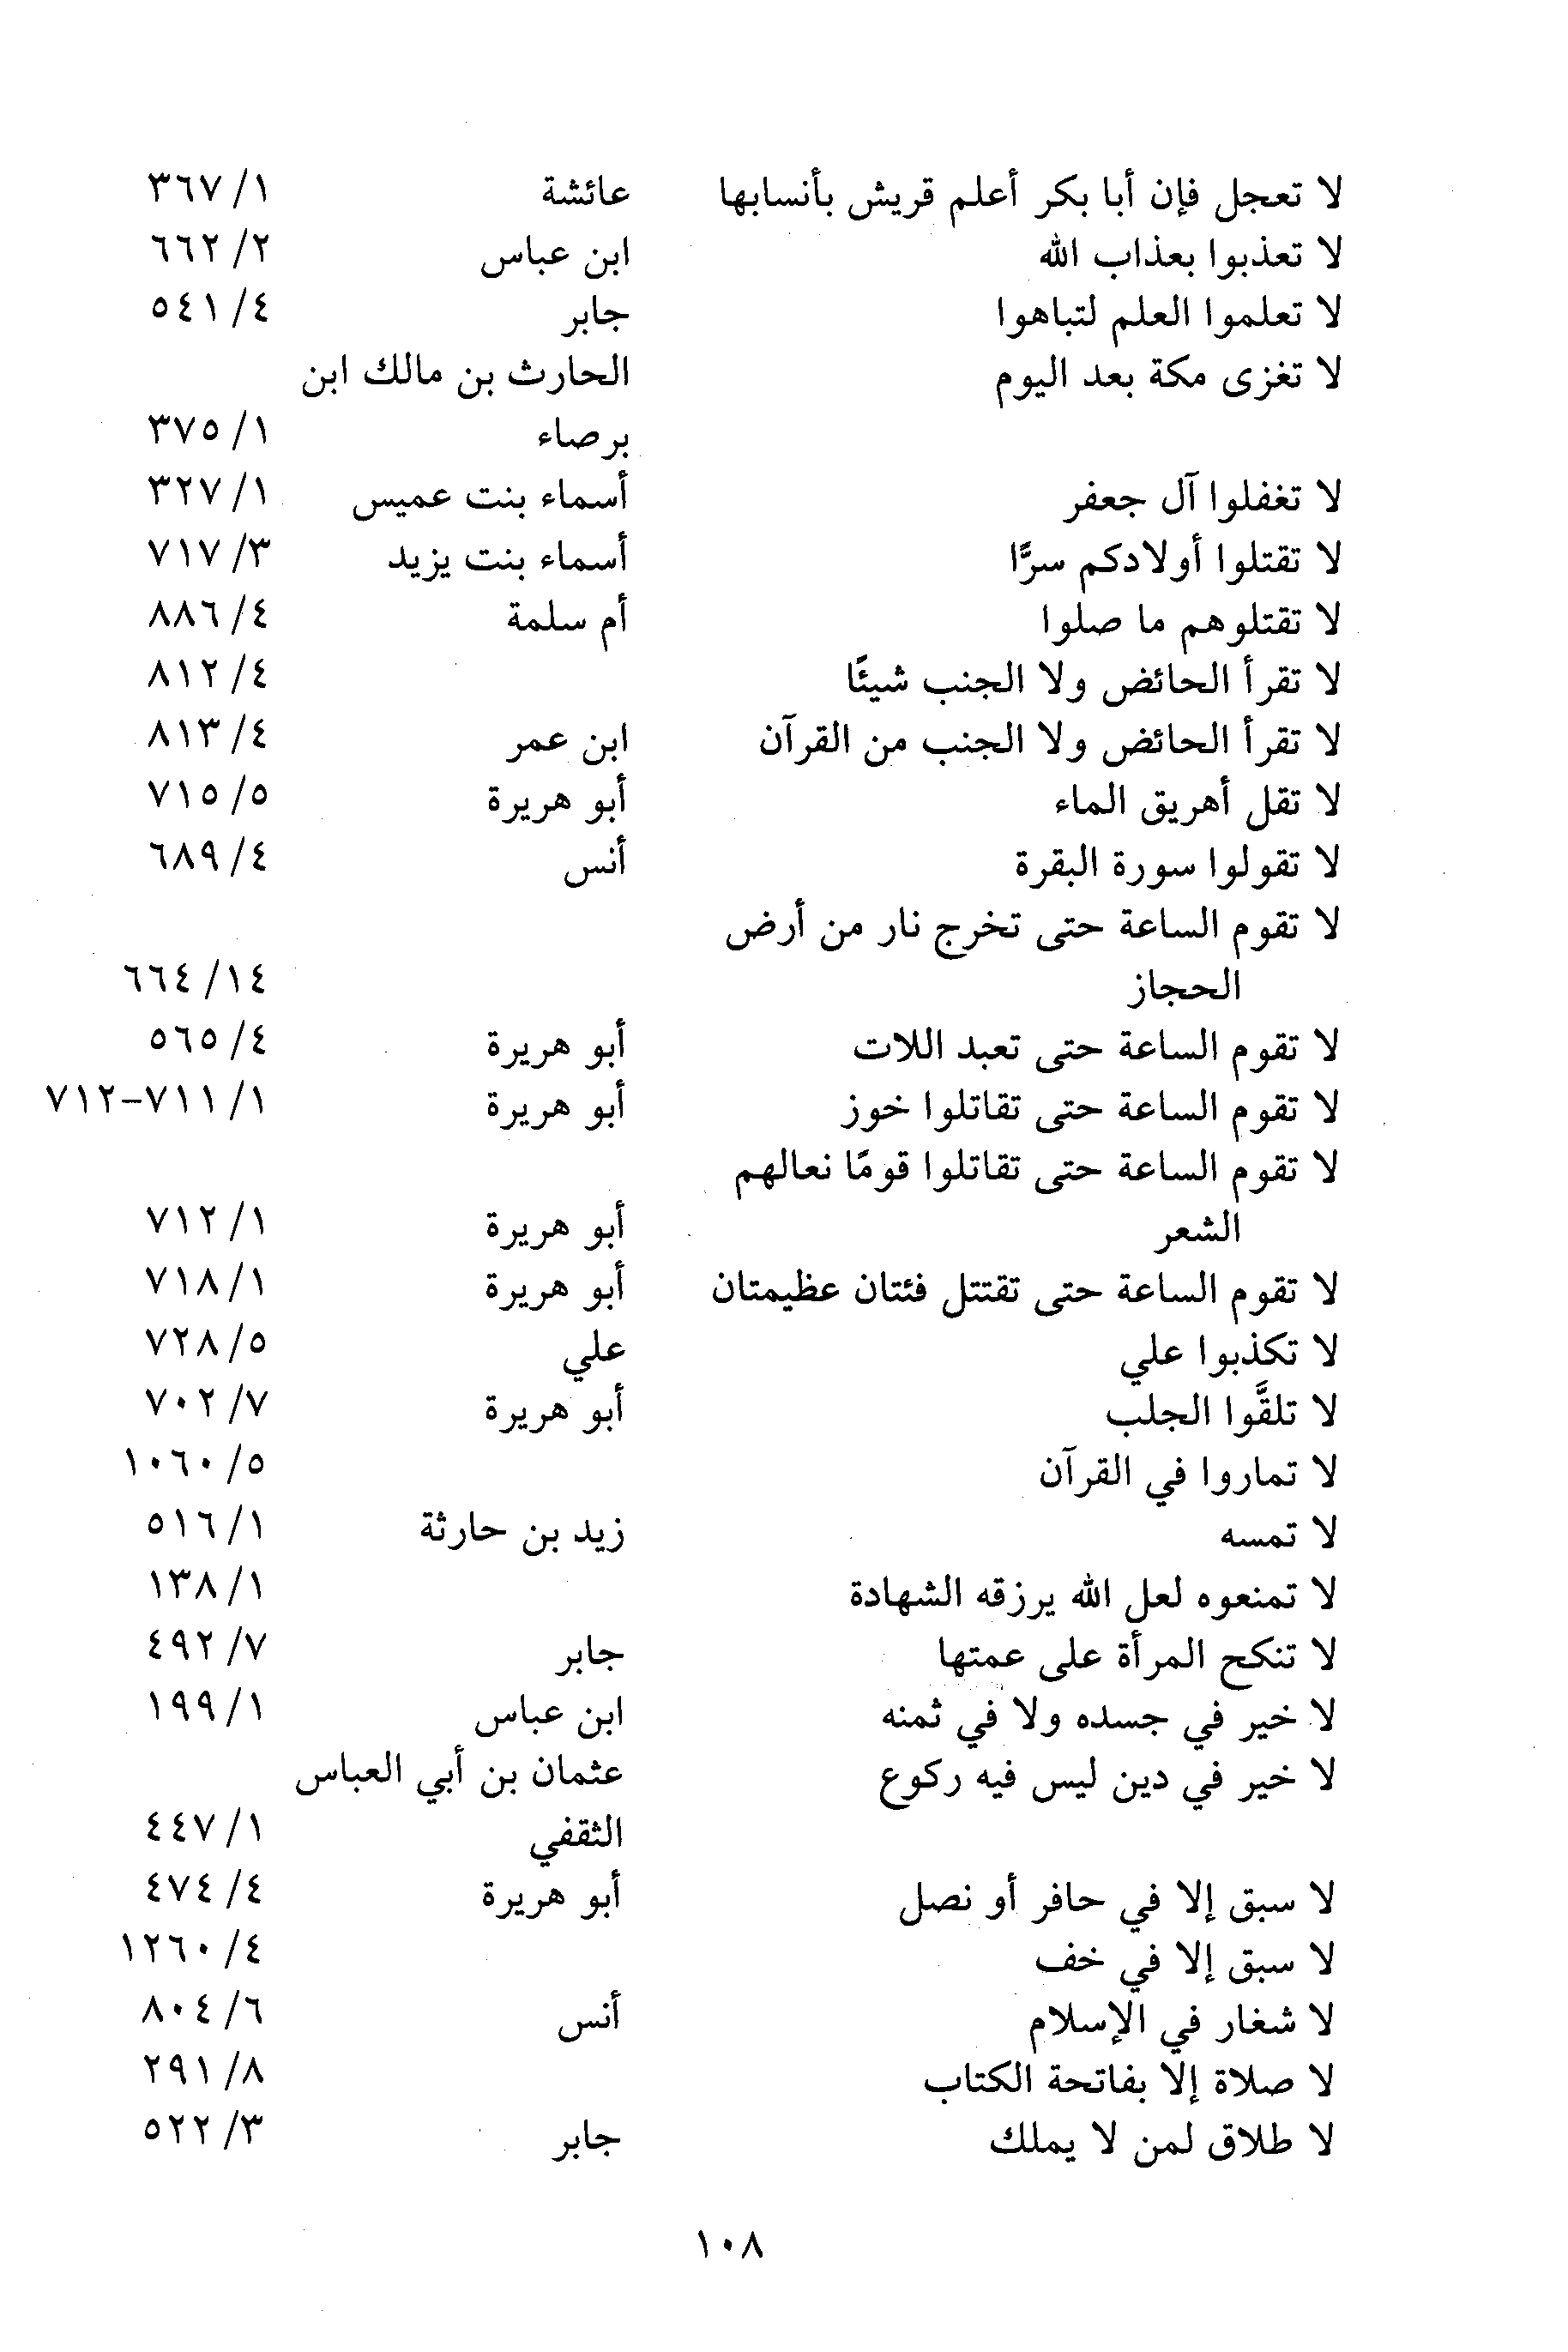 لا تعجل فإن أبا بكر أعلم قريش بأنسابها عائشة ١/ ٣٦٧
لا تعذبوا بعذاب الله ابن عباس ٢/ ٦٦٢
لا تعلموا العلم لتباهوا جابر ٤/ ٥٤١
لا تغزى مكة بعد اليوم الحارث بن مالك ابن
برصاء ١/ ٣٧٥
لا تغفلوا آل جعفر أسماء بنت عميس ١/ ٣٢٧
لا تقتلوا أولادكم سرًّا أسماء بنت يزيد ٣/ ٧١٧
لا تقتلوهم ما صلوا أم سلمة ٤/ ٨٨٦
لا تقرأ الحائض ولا الجنب شيئًا ٤/ ٨١٢
لا تقرأ الحائض ولا الجنب من القرآن ابن عمر ٤/ ٨١٣
لا تقل أهريق الماء أبو هريرة ٥/ ٧١٥
لا تقولوا سورة البقرة أنس ٤/ ٦٨٩
لا تقوم الساعة حتى تخرج نار من أرض
الحجاز ١٤/ ٦٦٤
لا تقوم الساعة حتى تعبد اللات أبو هريرة ٤/ ٥٦٥
لا تقوم الساعة حتى تقاتلوا خوز أبو هريرة ١/ ٧١١-٧١٢
لا تقوم الساعة حتى تقاتلوا قومًا نعالهم
الشعر أبو هريرة ١/ ٧١٢
لا تقوم الساعة حتى تقتتل فئتان عظيمتان أبو هريرة ١/ ٧١٨
لا تكذبوا علي علي ٥/ ٧٢٨
لا تلقَّوا الجلب أبو هريرة ٧/ ٧٠٢
لا تماروا في القرآن ٥/ ١٠٦٠
لا تمسه زيد بن حارثة ١/ ٥١٦
لا تمنعوه لعل الله يرزقه الشهادة ١/ ١٣٨
لا تنكح المرأة على عمتها جابر ٧/ ٤٩٢
لا خير في جسده ولا في ثمنه ابن عباس ١/ ١٩٩
لا خير في دين ليس فيه ركوع عثمان بن أبي العباس
الثقفي ١/ ٤٤٧
لا سبق إلا في حافر أو نصل أبو هريرة ٤/ ٤٧٤
لا سبق إلا في خف ٤/ ١٢٦٠
لا شغار في الإسلام أنس ٦/ ٨٠٤
لا صلاة إلا بفاتحة الكتاب ٨/ ٢٩١
لا طلاق لمن لا يملك جابر ٣/ ٥٢٢
١٠٨